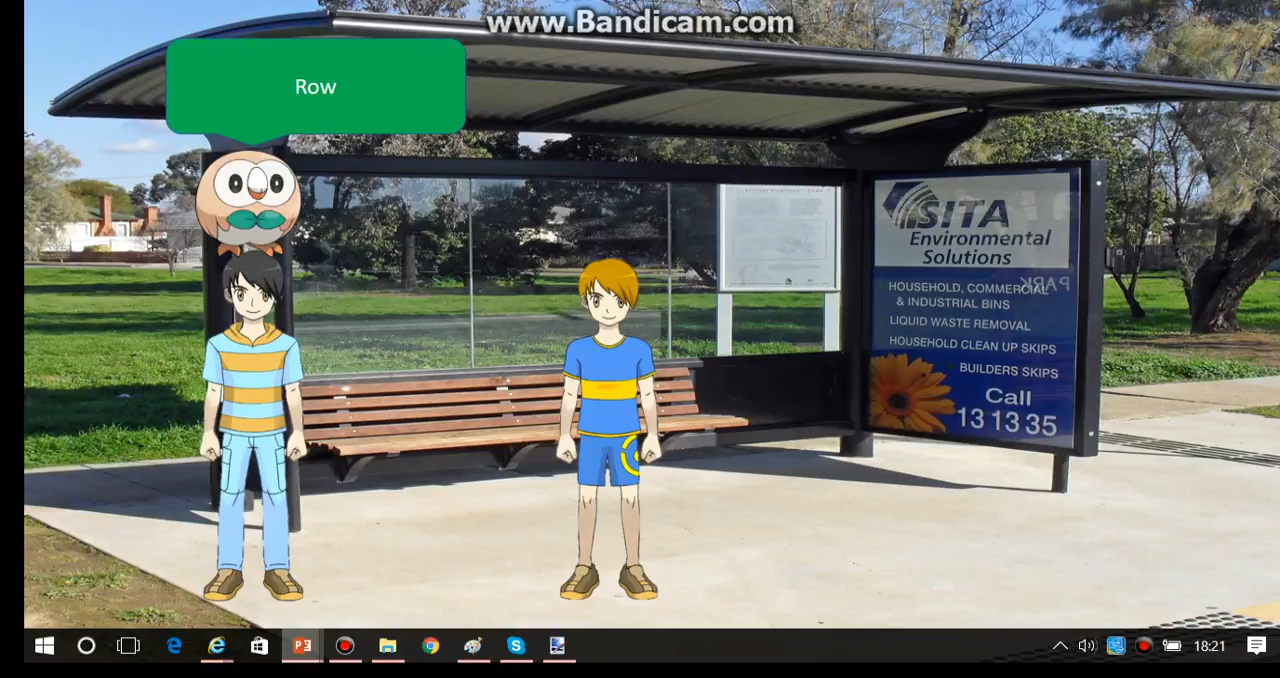 www.Bandicam.com
Row
SITA
Environmental
Solutions
PARK
HOUSEHOLD, COMMERCIAL
& INDUSTRIAL BINS
LIQUID WASTE REMOVAL
HOUSEHOLD CLEAN UP SKIPS
BUILDERS SKIPS
Call
13 13 35
18:21